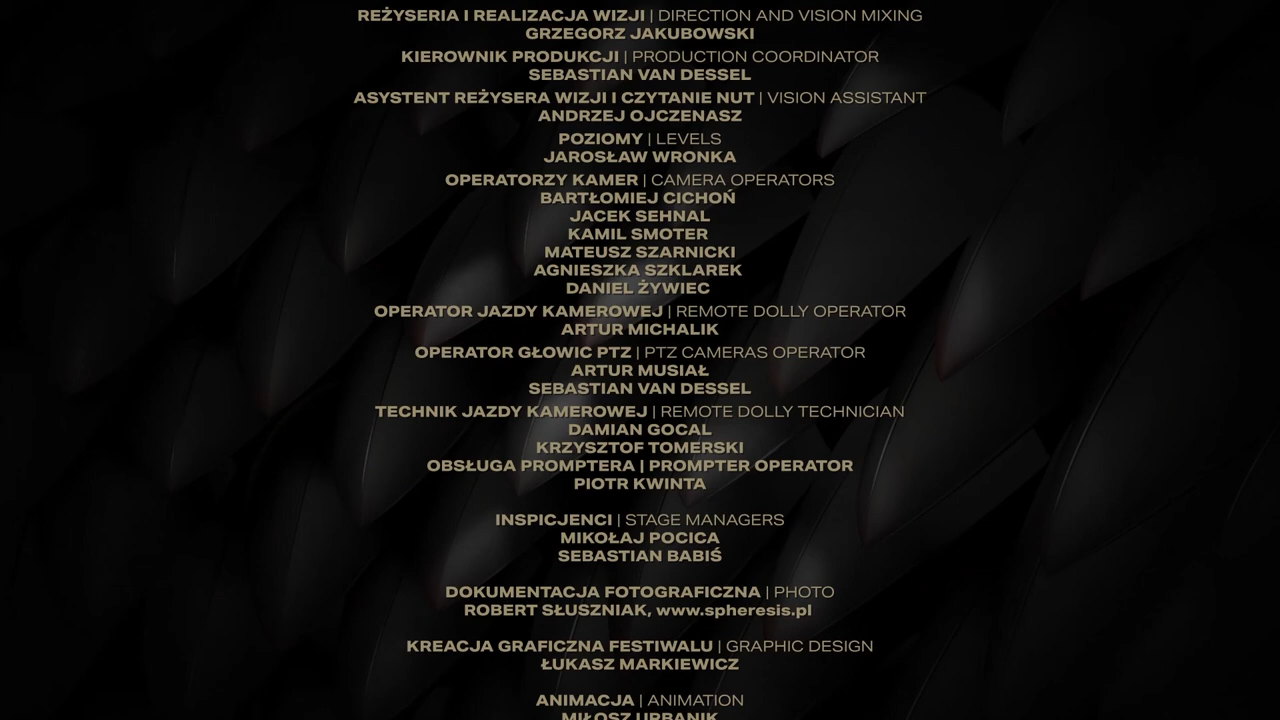 REŻYSERIA I REALIZACJA WIZJI | DIRECTION AND VISION MIXING
GRZEGORZ JAKUBOWSKI
KIEROWNIK PRODUKCJI | PRODUCTION COORDINATOR
SEBASTIAN VAN DESSEL
ASYSTENT REŻYSERA WIZJI I CZYTANIE NUT | VISION ASSISTANT
ANDRZEJ OJCZENASZ
POZIOMY | LEVELS
JAROSŁAW WRONKA
OPERATORZY KAMER | CAMERA OPERATORS
BARTŁOMIEJ CICHOŃ
JACEK SEHNAL
KAMIL SMOTER
MATEUSZ SZARNICKI
AGNIESZKA SZKLAREK
DANIEL ŻYWIEC
OPERATOR JAZDY KAMEROWEJ | REMOTE DOLLY OPERATOR
ARTUR MICHALIK
OPERATOR GŁOWIC PTZ | PTZ CAMERAS OPERATOR
ARTUR MUSIAŁ
SEBASTIAN VAN DESSEL
TECHNIK JAZDY KAMEROWEJ | REMOTE DOLLY TECHNICIAN
DAMIAN GOCAL
KRZYSZTOF TOMERSKI
OBSŁUGA PROMPTERA | PROMPTER OPERATOR
PIOTR KWINTA
INSPICJENCI | STAGE MANAGERS
MIKOŁAJ POCICA
SEBASTIAN BABIŚ
DOKUMENTACJA FOTOGRAFICZNA | PHOTO
ROBERT SŁUSZNIAK, www.spheresis.pl
KREACJA GRAFICZNA FESTIWALU | GRAPHIC DESIGN
ŁUKASZ MARKIEWICZ
ANIMACJA | ANIMATION
MIŁOSZ URBANIK